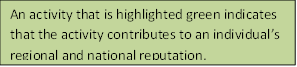 An activity that is highlighted green indicates
that the activity contributes to an individual's
regional and national reputation.